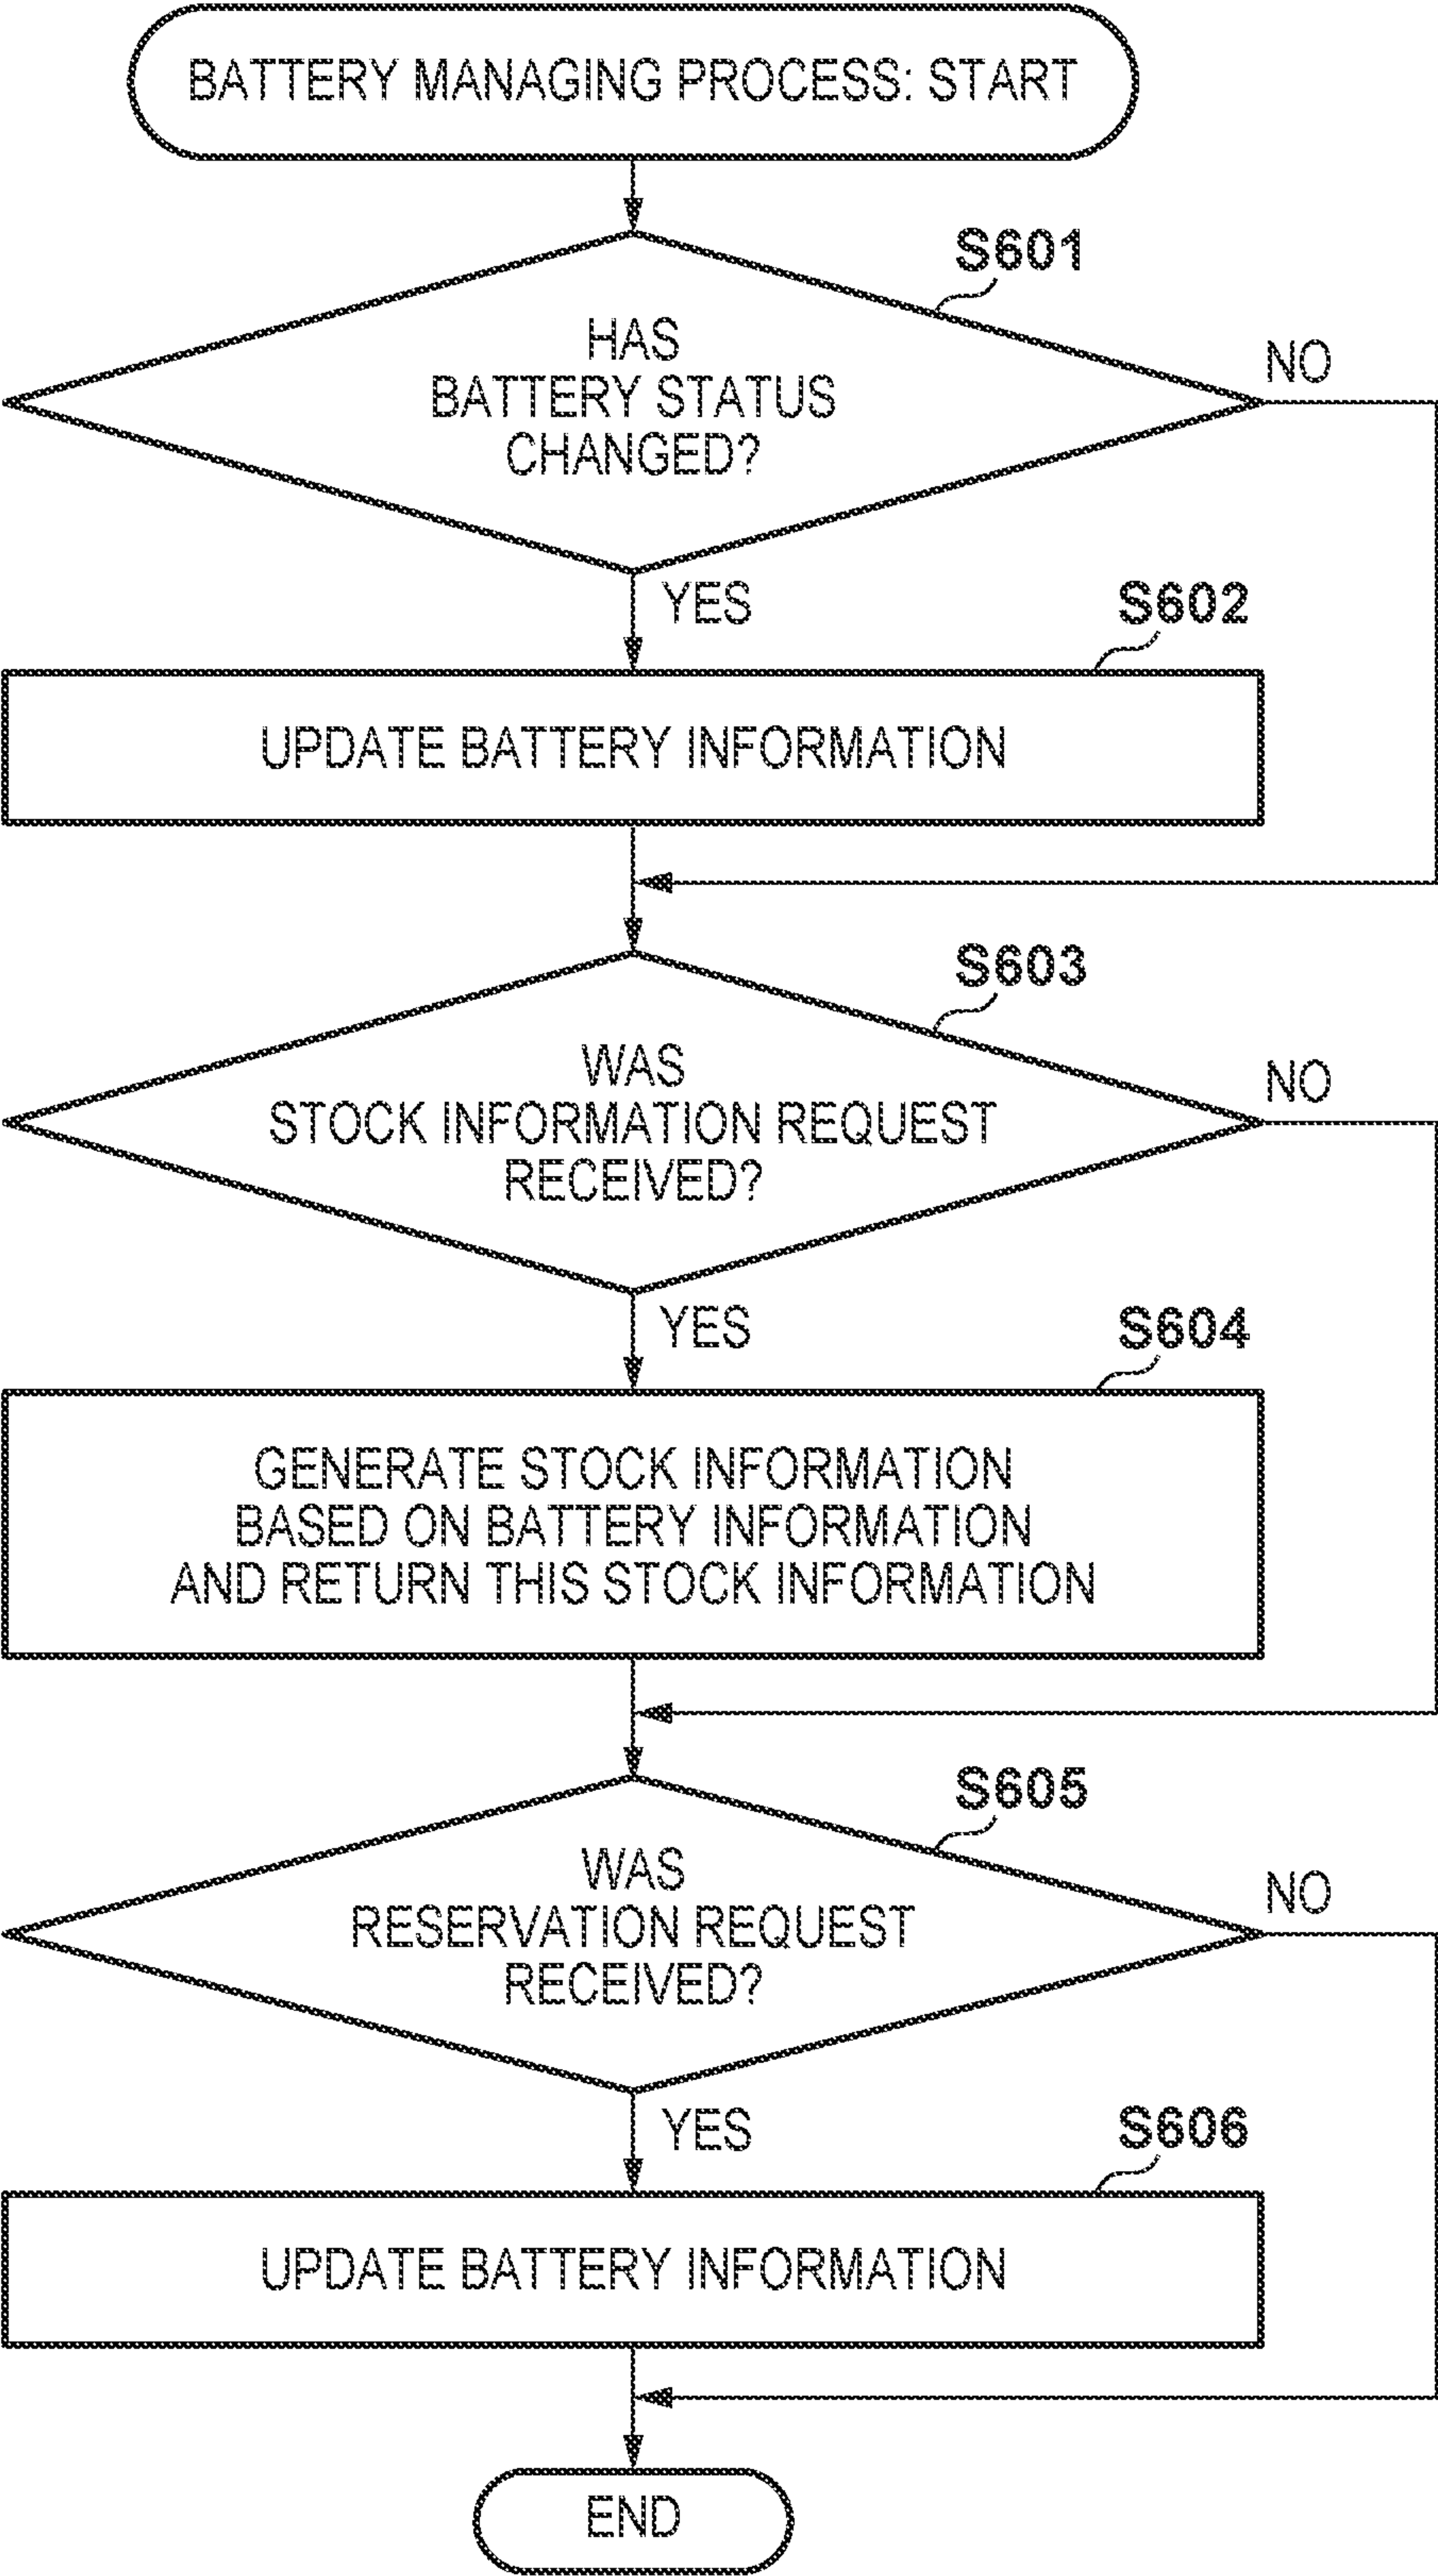 BATTERY MANAGING PROCESS: START
S601
HAS
BATTERY STATUS
CHANGED?
NO
YES
S602
UPDATE BATTERY INFORMATION
S603
WAS
STOCK INFORMATION REQUEST
RECEIVED?
NO
YES
S604
GENERATE STOCK INFORMATION
BASED ON BATTERY INFORMATION
AND RETURN THIS STOCK INFORMATION
S605
WAS
RESERVATION REQUEST
RECEIVED?
NO
YES
S606
UPDATE BATTERY INFORMATION
END